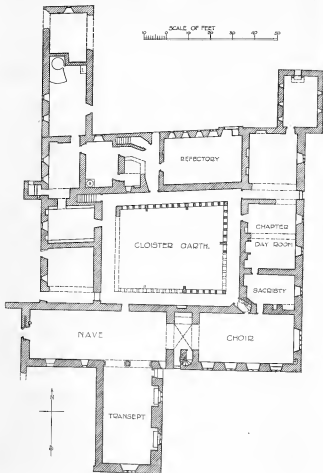 SCALE OF FEET
10 0 10 20 30 40 50
REFECTORY
CLOISTER GARTH.
CHAPTER
DAY ROOM
SACRISTY
NAVE
CHOIR
TRANSEPT
N